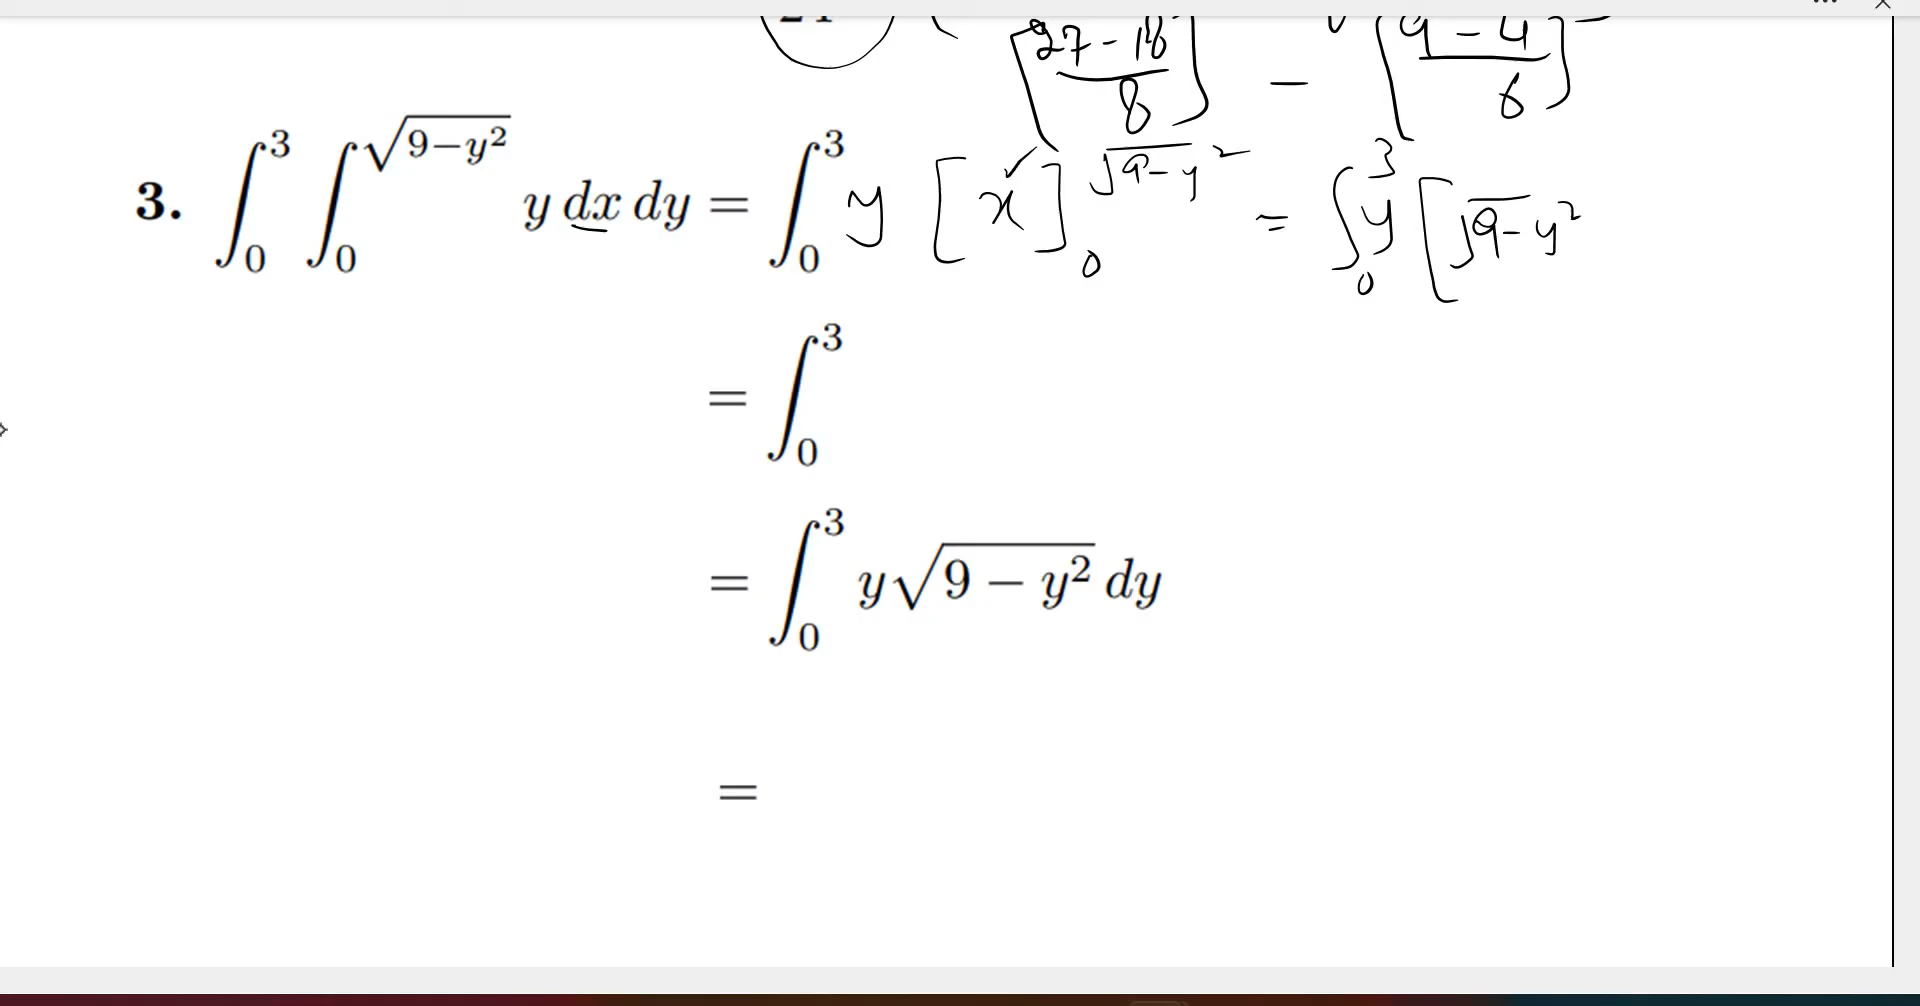 [27 - 18 / 8] - [9 - 4 / 6]
3. ∫₀³ ∫₀^√(9−y²) y dx dy = ∫₀³ y [x]₀^√(9−y²) = ∫₀³ y [√(9−y²)
= ∫₀³
= ∫₀³ y√(9 − y²) dy
=